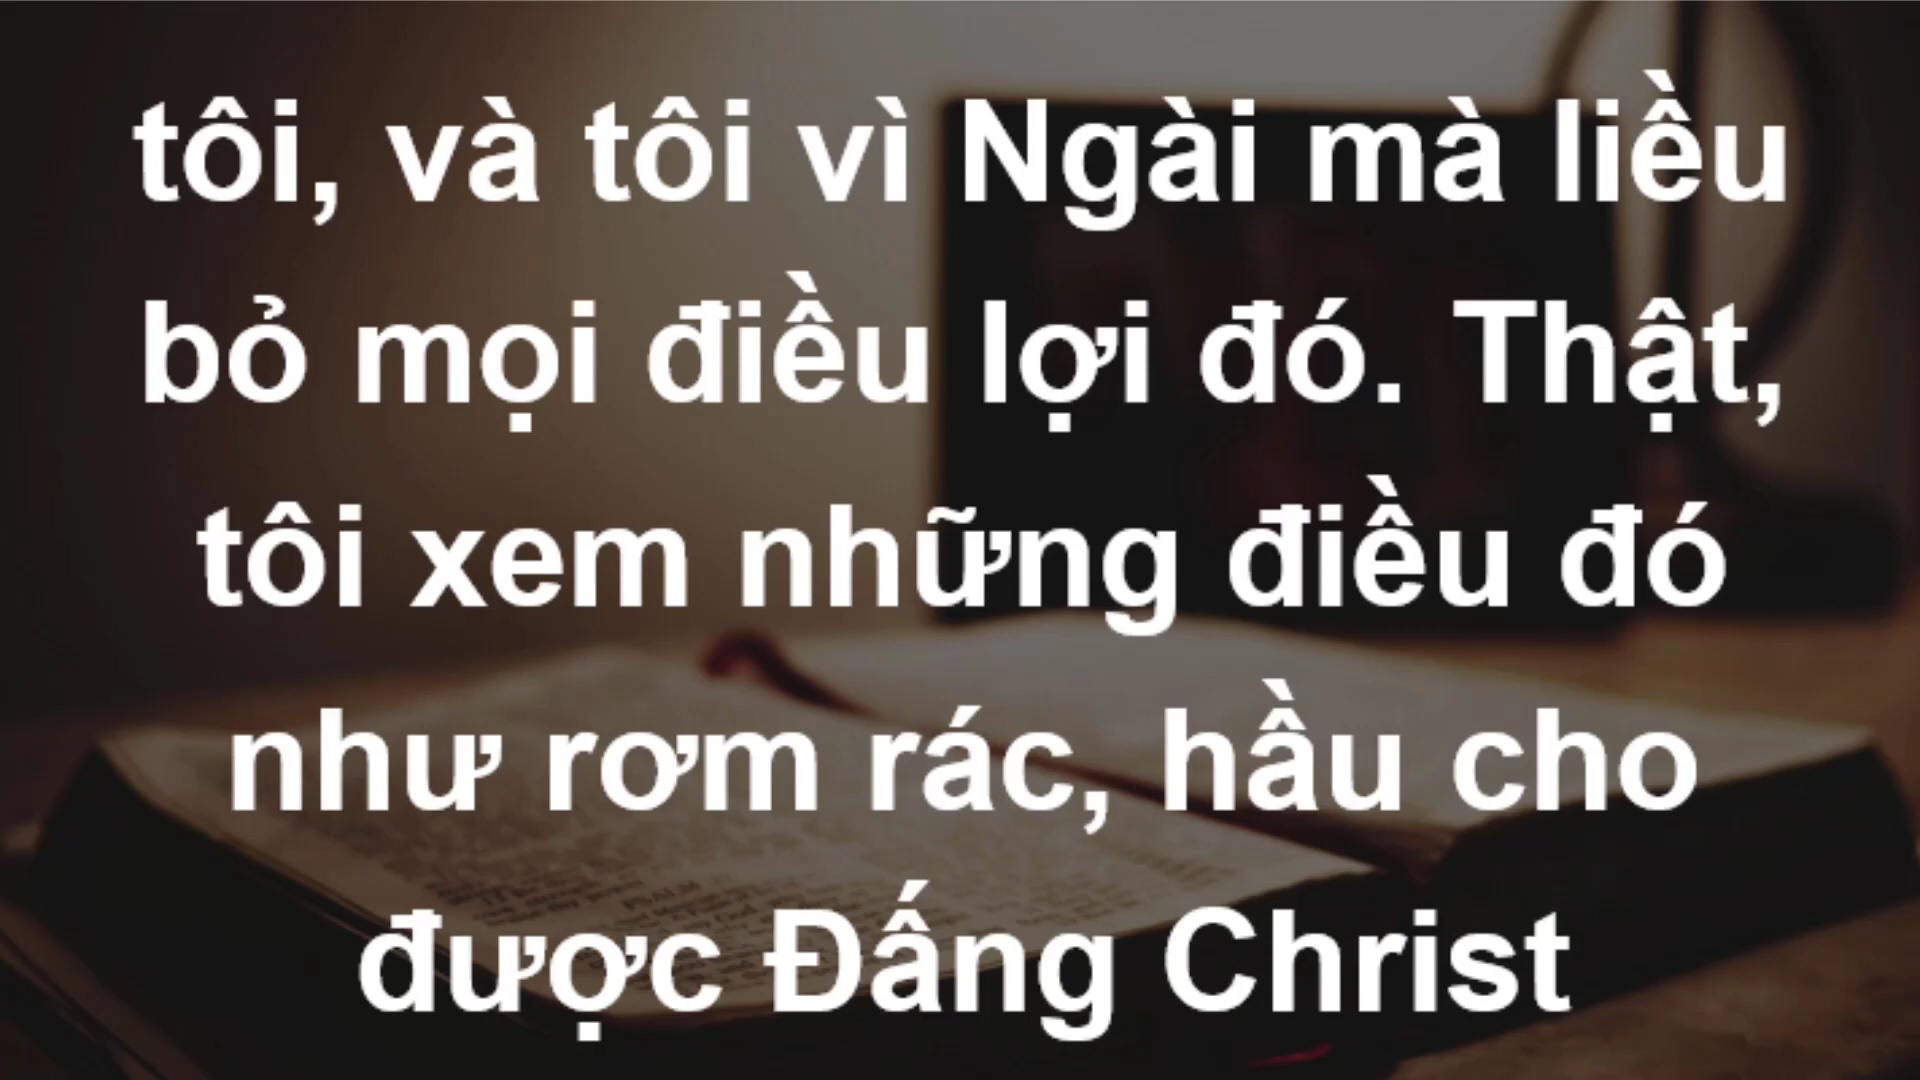 tôi, và tôi vì Ngài mà liều
bỏ mọi điều lợi đó. Thật,
tôi xem những điều đó
như rơm rác, hầu cho
được Đấng Christ